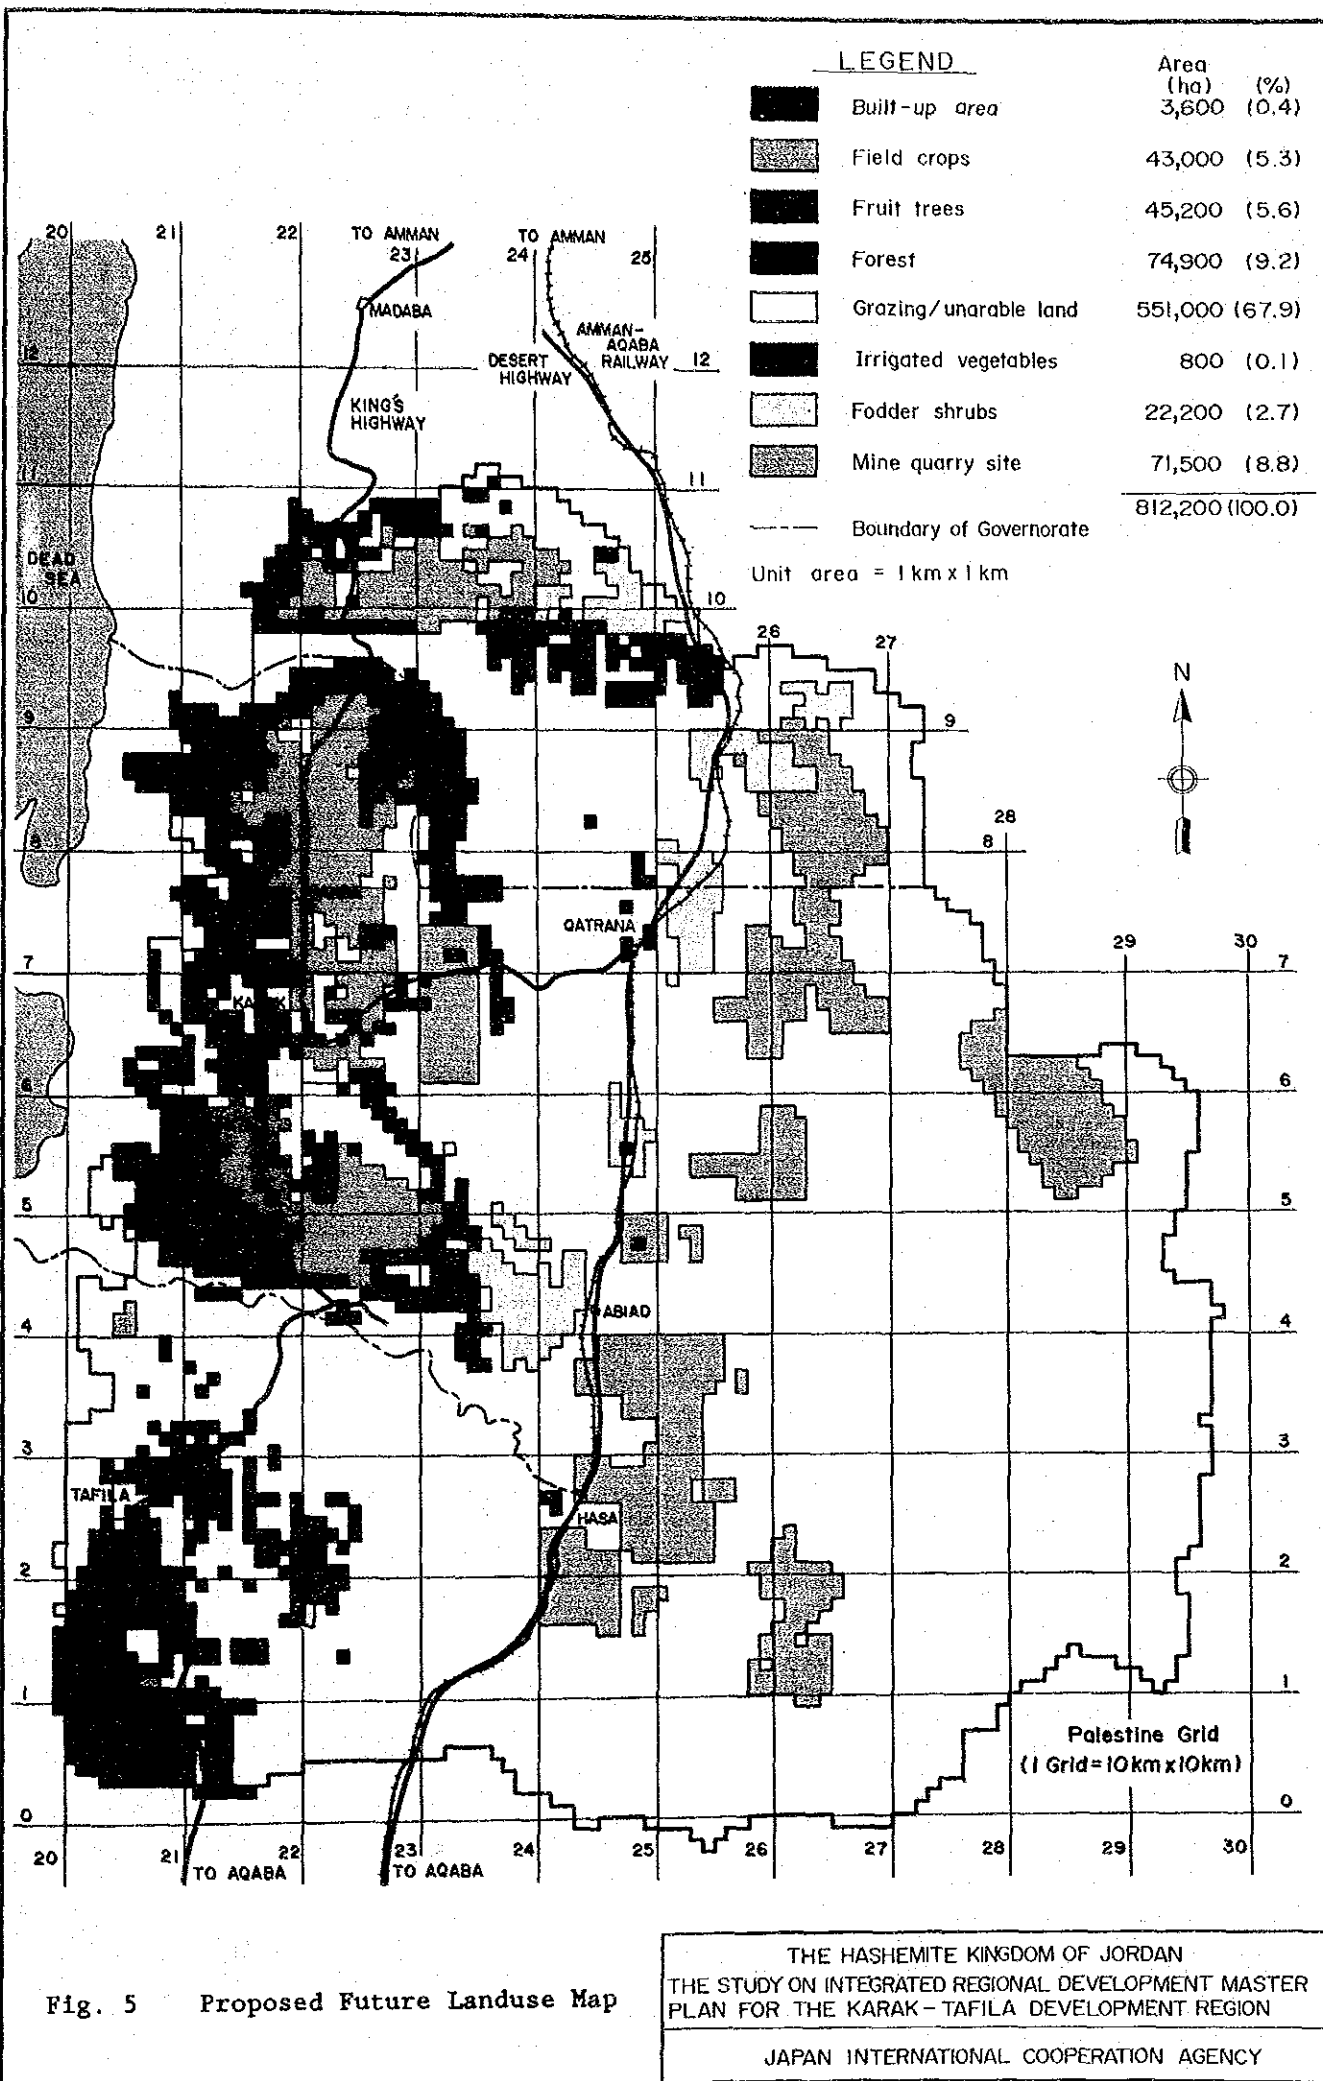 LEGEND
Area
(ha) (%)
Built-up area 3,600 (0.4)
Field crops 43,000 (5.3)
Fruit trees 45,200 (5.6)
Forest 74,900 (9.2)
Grazing/unarable land 551,000 (67.9)
Irrigated vegetables 800 (0.1)
Fodder shrubs 22,200 (2.7)
Mine quarry site 71,500 (8.8)
812,200 (100.0)
Boundary of Governorate
Unit area = 1 km x 1 km
20 21 22 23 24 25
TO AMMAN
TO AMMAN
MADABA
AMMAN-
AQABA
RAILWAY
DESERT
HIGHWAY
12 12
KING'S
HIGHWAY
11 11
DEAD
SEA
10 10
26 27
N
9 9
28
8 8
QATRANA
29 30
7 7
KARAK
6 6
5 5
ABIAD
4 4
3 3
TAFILA
HASA
2 2
1 1
Palestine Grid
(1 Grid=10km x 10km)
0 0
20 21 22 23 24 25 26 27 28 29 30
TO AQABA
TO AQABA
Fig. 5 Proposed Future Landuse Map
THE HASHEMITE KINGDOM OF JORDAN
THE STUDY ON INTEGRATED REGIONAL DEVELOPMENT MASTER
PLAN FOR THE KARAK-TAFILA DEVELOPMENT REGION
JAPAN INTERNATIONAL COOPERATION AGENCY